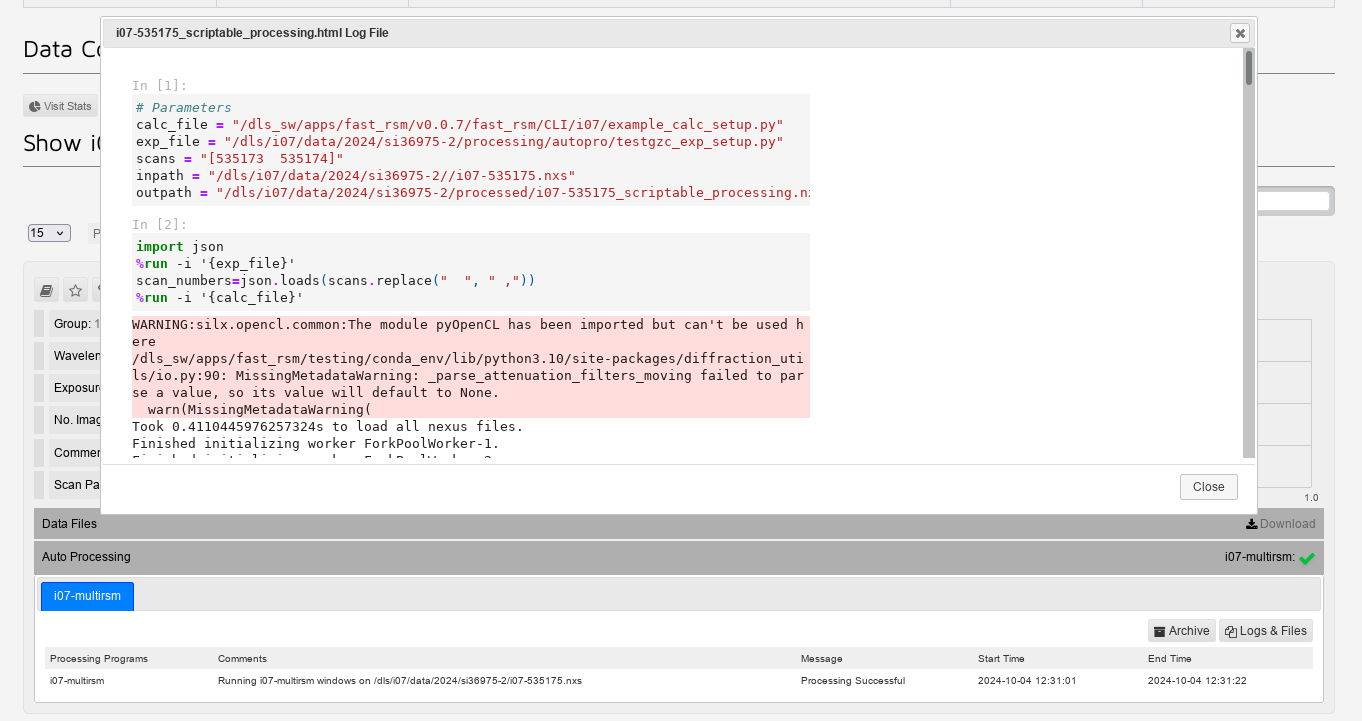 i07-535175_scriptable_processing.html Log File
Data Co
Visit Stats
Show i0
15
P
In [1]:
# Parameters
calc_file = "/dls_sw/apps/fast_rsm/v0.0.7/fast_rsm/CLI/i07/example_calc_setup.py"
exp_file = "/dls/i07/data/2024/si36975-2/processing/autopro/testgzc_exp_setup.py"
scans = "[535173  535174]"
inpath = "/dls/i07/data/2024/si36975-2//i07-535175.nxs"
outpath = "/dls/i07/data/2024/si36975-2/processed/i07-535175_scriptable_processing.nx
In [2]:
import json
%run -i '{exp_file}'
scan_numbers=json.loads(scans.replace("  ", " ,"))
%run -i '{calc_file}'
WARNING:silx.opencl.common:The module pyOpenCL has been imported but can't be used h
ere
/dls_sw/apps/fast_rsm/testing/conda_env/lib/python3.10/site-packages/diffraction_uti
ls/io.py:90: MissingMetadataWarning: _parse_attenuation_filters_moving failed to par
se a value, so its value will default to None.
  warn(MissingMetadataWarning(
Took 0.4110445976257324s to load all nexus files.
Finished initializing worker ForkPoolWorker-1.
Group: 1
Wavelen
Exposure
No. Imag
Commen
Scan Pa
Close
1.0
Data Files Download
Auto Processing i07-multirsm:
i07-multirsm
Archive Logs & Files
Processing Programs Comments Message Start Time End Time
i07-multirsm Running i07-multirsm windows on /dls/i07/data/2024/si36975-2/i07-535175.nxs Processing Successful 2024-10-04 12:31:01 2024-10-04 12:31:22